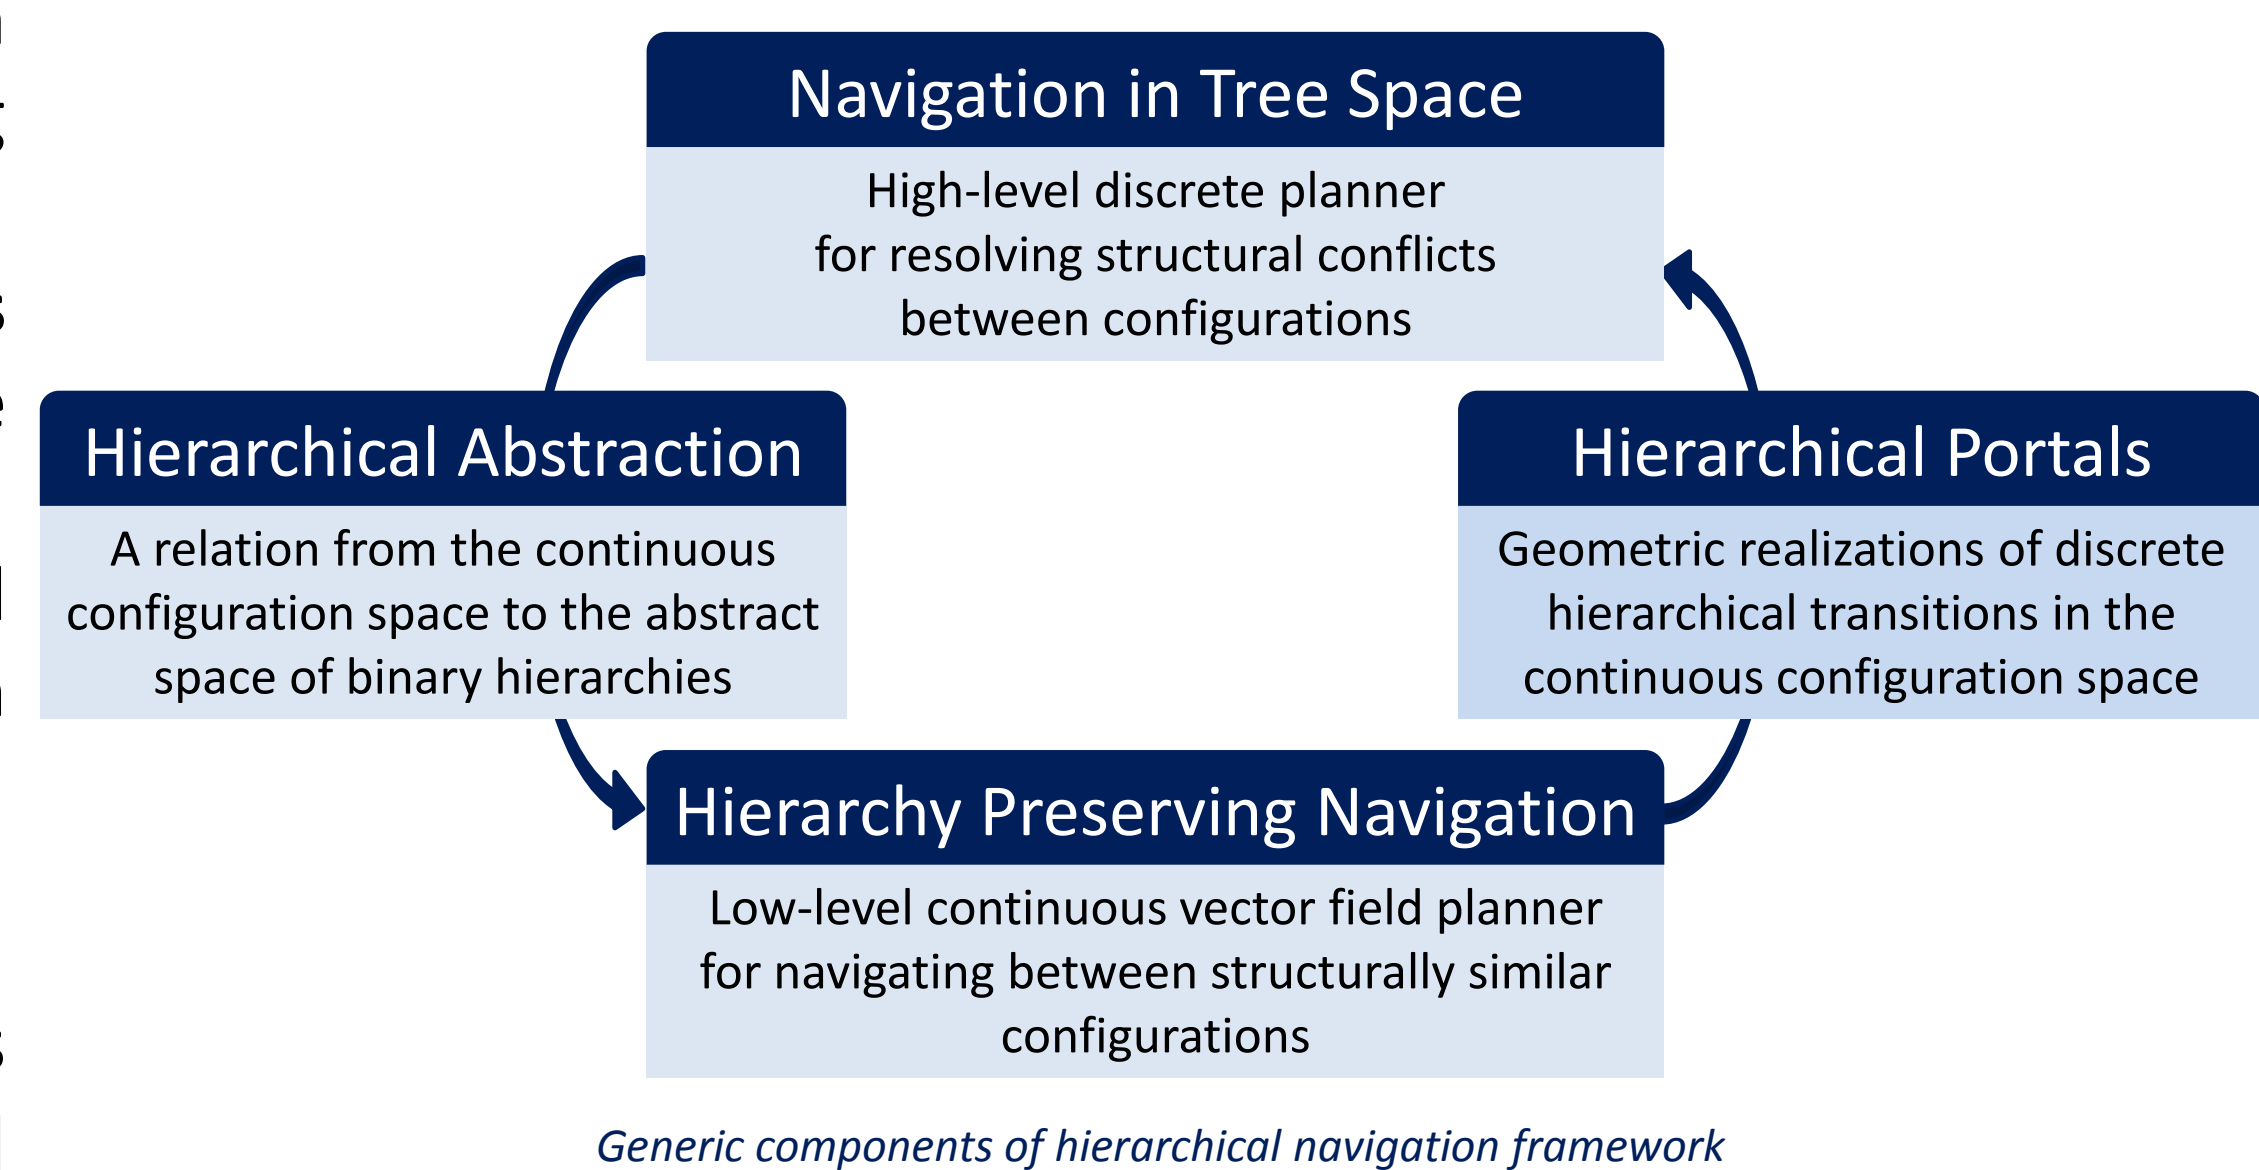 Navigation in Tree Space
High-level discrete planner
for resolving structural conflicts
between configurations
Hierarchical Abstraction
A relation from the continuous
configuration space to the abstract
space of binary hierarchies
Hierarchical Portals
Geometric realizations of discrete
hierarchical transitions in the
continuous configuration space
Hierarchy Preserving Navigation
Low-level continuous vector field planner
for navigating between structurally similar
configurations
Generic components of hierarchical navigation framework